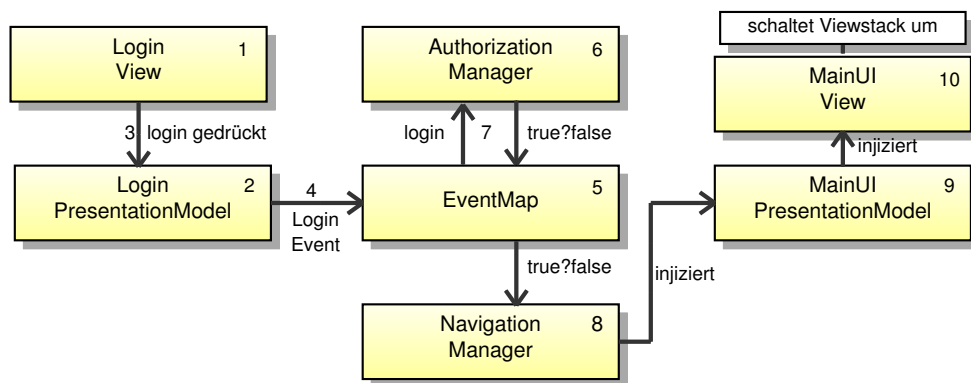 Login
View
1
3 login gedrückt
Login
PresentationModel
2
4
Login
Event
Authorization
Manager
6
login 7 true?false
EventMap
5
true?false
Navigation
Manager
8
injiziert
schaltet Viewstack um
MainUI
View
10
injiziert
MainUI
PresentationModel
9